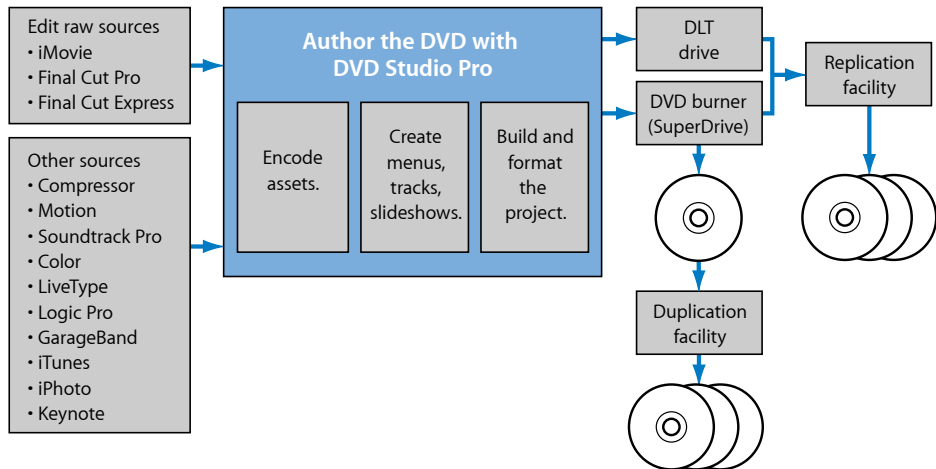 Edit raw sources
• iMovie
• Final Cut Pro
• Final Cut Express
Other sources
• Compressor
• Motion
• Soundtrack Pro
• Color
• LiveType
• Logic Pro
• GarageBand
• iTunes
• iPhoto
• Keynote
Author the DVD with
DVD Studio Pro
Encode
assets.
Create
menus,
tracks,
slideshows.
Build and
format
the
project.
DLT
drive
DVD burner
(SuperDrive)
Replication
facility
Duplication
facility